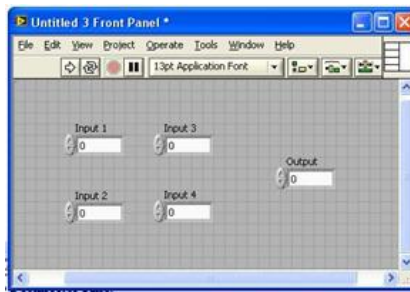 Untitled 3 Front Panel *
File Edit View Project Operate Tools Window Help
13pt Application Font
Input 1
0
Input 3
0
Output
0
Input 2
0
Input 4
0